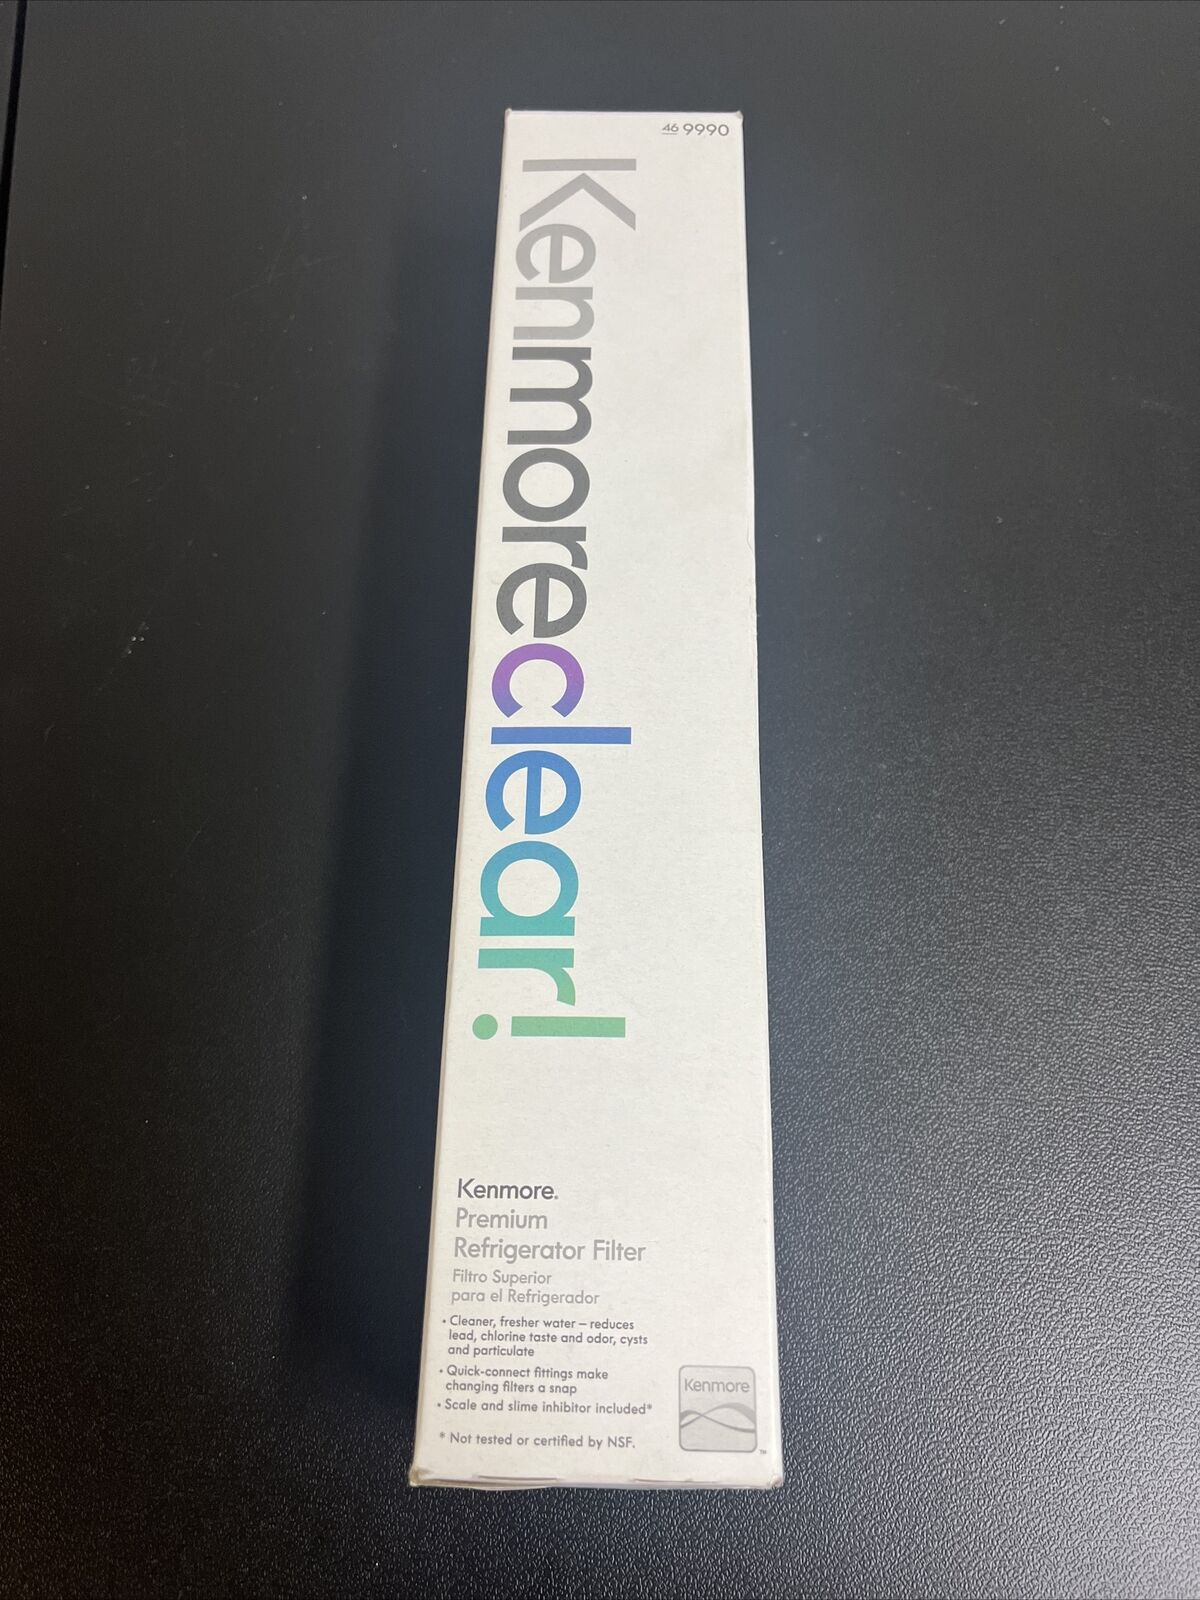 46 9990
Kenmoreclear!
Kenmore®
Premium
Refrigerator Filter
Filtro Superior
para el Refrigerador
• Cleaner, fresher water – reduces
lead, chlorine taste and odor, cysts
and particulate
• Quick-connect fittings make
changing filters a snap
• Scale and slime inhibitor included*
* Not tested or certified by NSF.
Kenmore
™